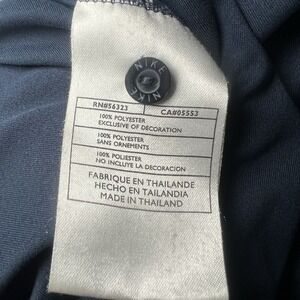 NIKE
NIKE
RN#56323 CA#05553
100% POLYESTER
EXCLUSIVE OF DECORATION
100% POLYESTER
SANS ORNEMENTS
100% POLIESTER
NO INCLUYE LA DECORACION
FABRIQUE EN THAILANDE
HECHO EN TAILANDIA
MADE IN THAILAND